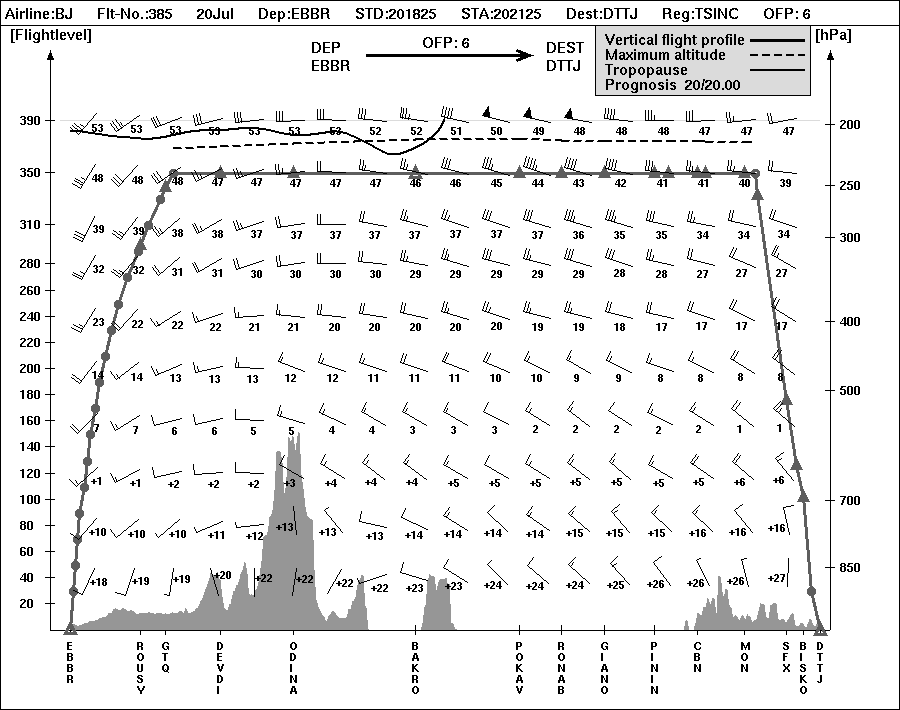 Airline:BJ Flt-No.:385 20Jul Dep:EBBR STD:201825 STA:202125 Dest:DTTJ Reg:TSINC OFP: 6
[Flightlevel] [hPa]
DEP OFP: 6 DEST
EBBR DTTJ
Vertical flight profile
Maximum altitude
Tropopause
Prognosis 20/20.00
390 53 53 53 53 53 53 53 52 52 51 50 49 48 48 48 47 47 47 200
350 48 48 48 47 47 47 47 47 46 46 45 44 43 42 41 41 40 39 250
310 39 39 38 38 37 37 37 37 37 37 37 37 36 35 35 34 34 34 300
280 32 32 31 31 30 30 30 30 29 29 29 29 29 28 28 27 27 27
260
240 23 22 22 22 21 21 20 20 20 20 20 19 19 18 17 17 17 17 400
220
200 14 14 13 13 13 12 12 11 11 11 10 10 9 9 8 8 8 8 500
180
160 7 7 6 6 5 5 4 4 3 3 3 2 2 2 2 2 1 1
140
120 +1 +1 +2 +2 +2 +3 +4 +4 +4 +5 +5 +5 +5 +5 +5 +5 +6 +6
100 700
80 +10 +10 +10 +11 +12 +13 +13 +13 +14 +14 +14 +14 +15 +15 +15 +16 +16 +16
60
40 +18 +19 +19 +20 +22 +22 +22 +22 +23 +23 +24 +24 +24 +25 +26 +26 +26 +27 850
20
EBBR ROUSY GTQ DEVDI ODINA BAKRO POKAV RONAB GIANO PININ CBN MON SFX BISKO DTTJ